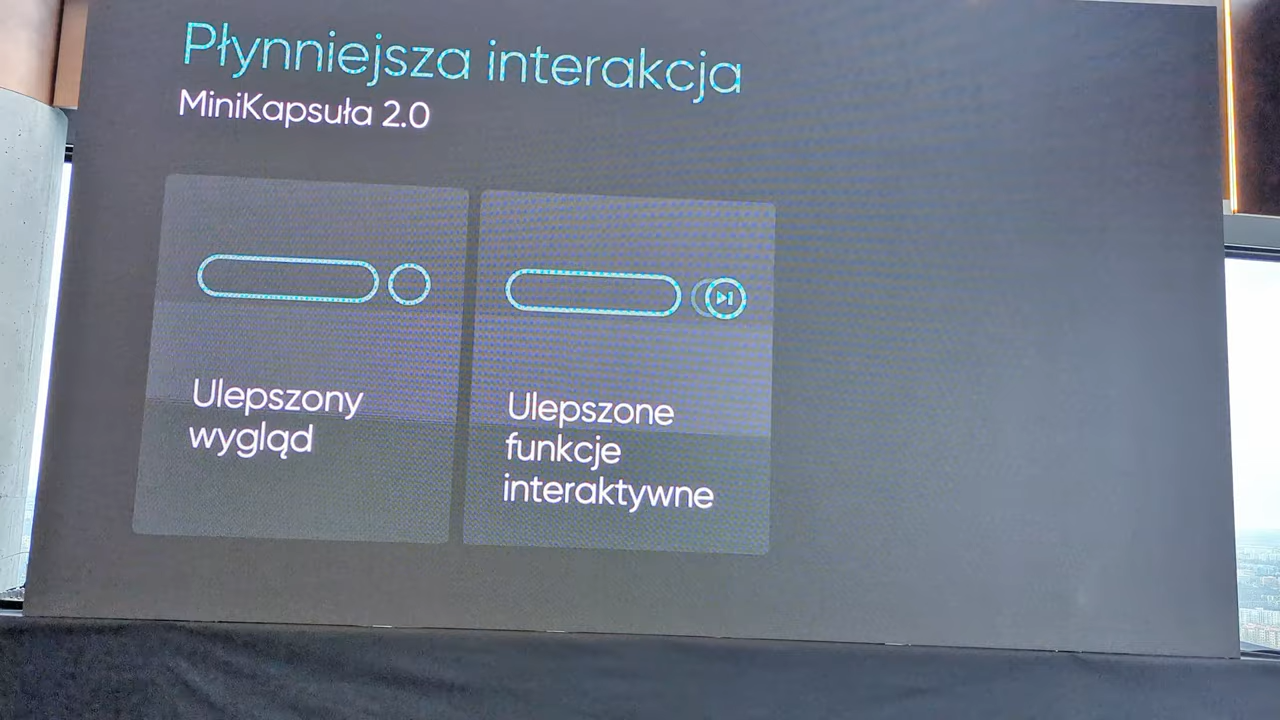 Płynniejsza interakcja
MiniKapsuła 2.0
Ulepszony
wygląd
Ulepszone
funkcje
interaktywne